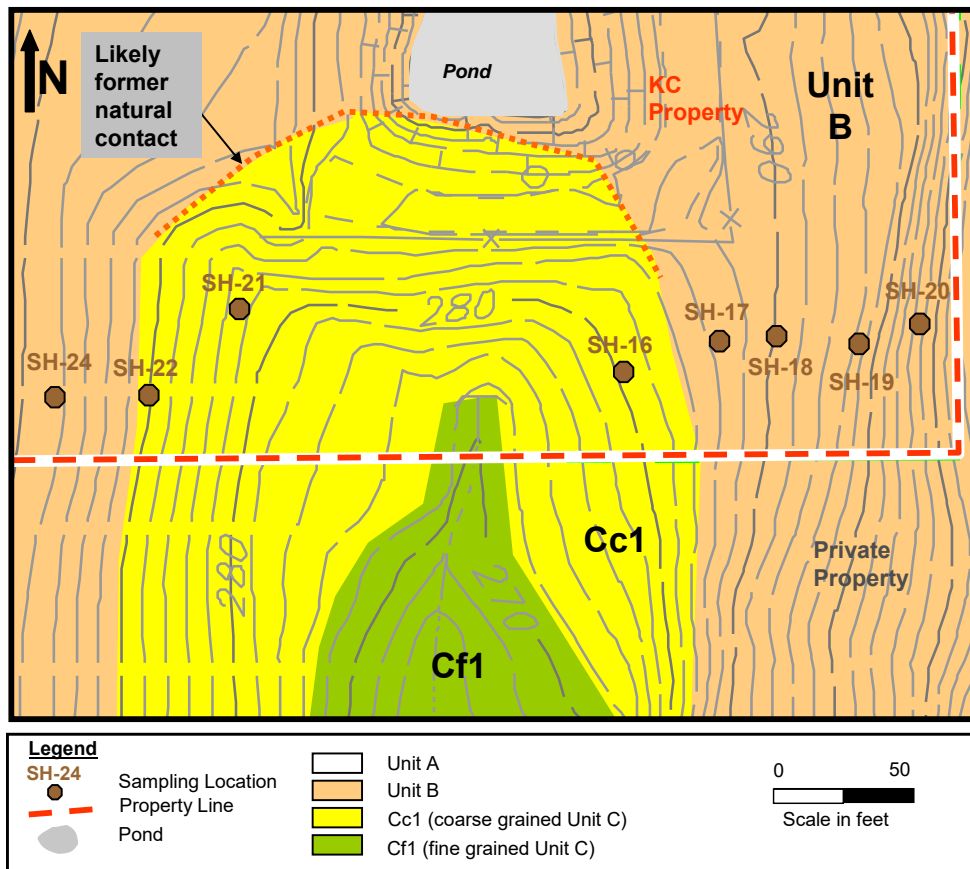 N
Likely
former
natural
contact
Pond
KC
Property
Unit
B
290
SH-21
280
SH-17
SH-20
SH-24
SH-22
SH-16
SH-18
SH-19
280
Cc1
270
Private
Property
Cf1
Legend
SH-24
Sampling Location
Property Line
Pond
Unit A
Unit B
Cc1 (coarse grained Unit C)
Cf1 (fine grained Unit C)
0 50
Scale in feet